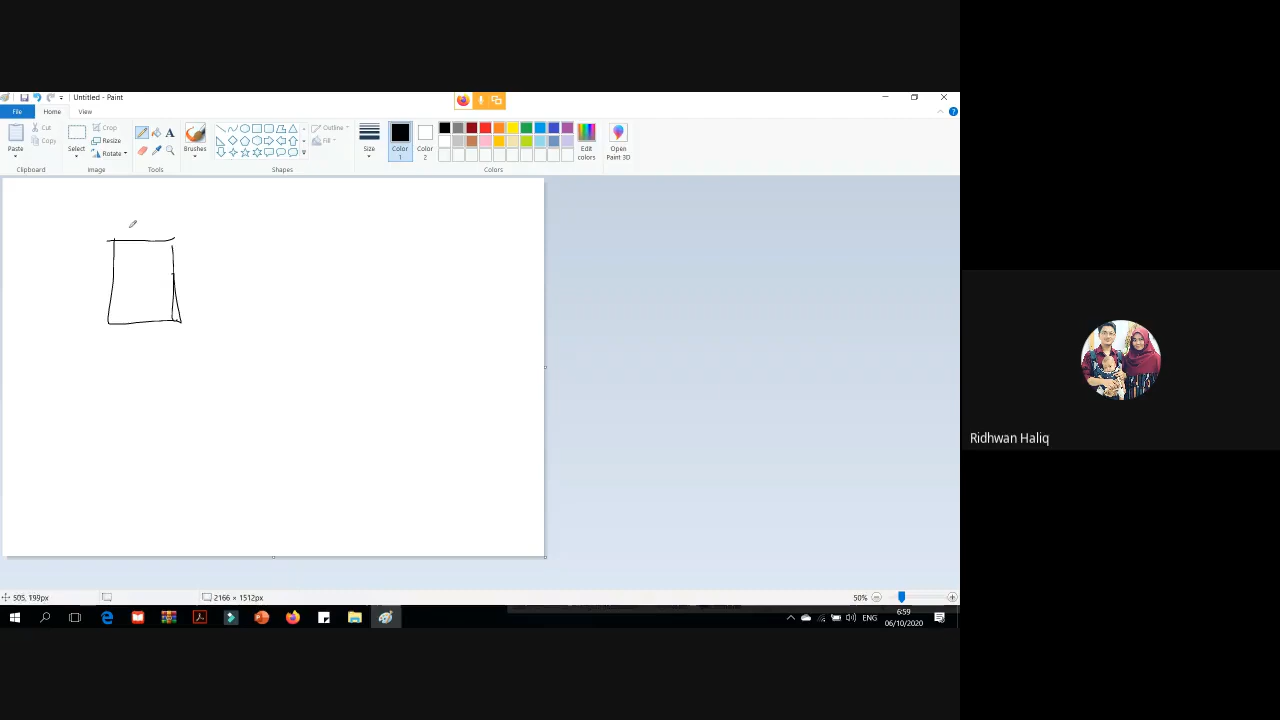 Untitled - Paint
File
Home
View
Paste
Cut
Copy
Clipboard
Select
Crop
Resize
Rotate
Image
A
Tools
Brushes
Outline
Fill
Shapes
Size
Color
1
Color
2
Edit
colors
Colors
Open
Paint 3D
Ridhwan Haliq
505, 199px
2166 × 1512px
50%
ENG
6:59
06/10/2020